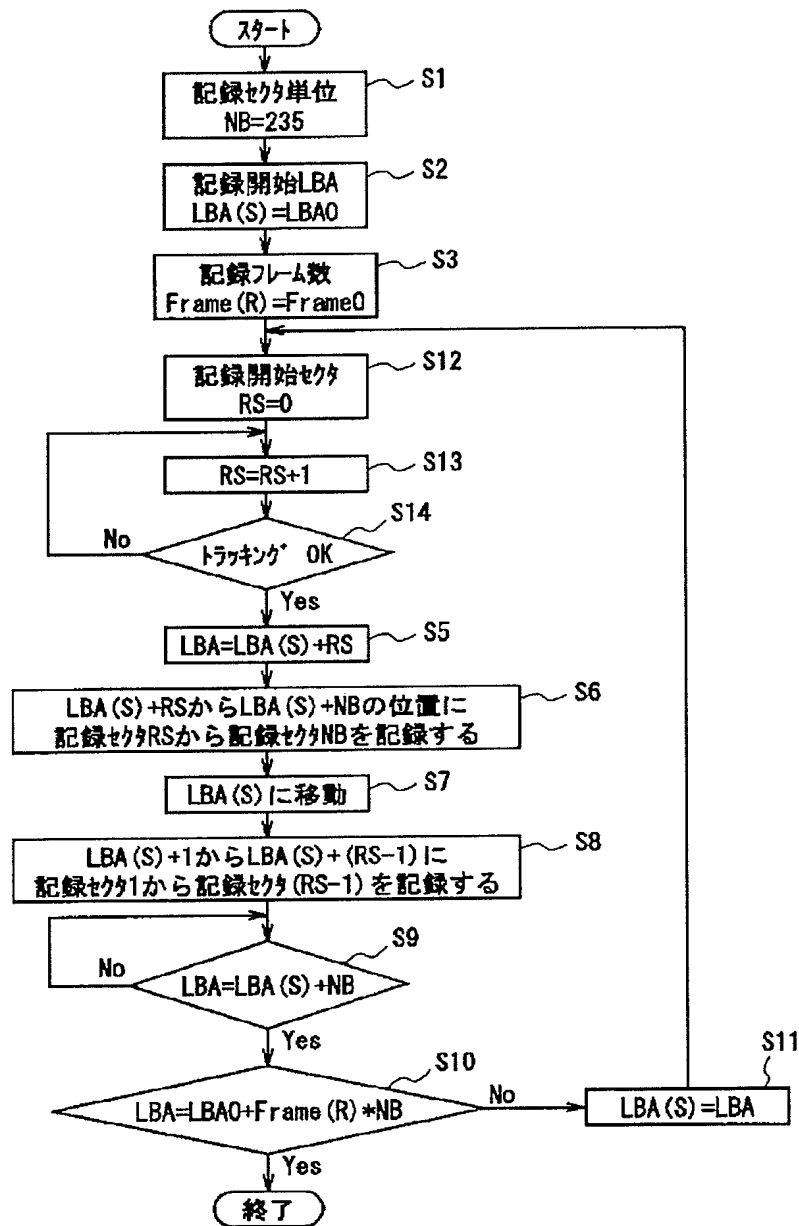 スタート
記録セクタ単位
NB=235
S1
記録開始LBA
LBA(S)=LBA0
S2
記録フレーム数
Frame(R)=Frame0
S3
記録開始セクタ
RS=0
S12
RS=RS+1
S13
トラッキング OK
S14
No
Yes
LBA=LBA(S)+RS
S5
LBA(S)+RSからLBA(S)+NBの位置に
記録セクタRSから記録セクタNBを記録する
S6
LBA(S)に移動
S7
LBA(S)+1からLBA(S)+(RS-1)に
記録セクタ1から記録セクタ(RS-1)を記録する
S8
LBA=LBA(S)+NB
S9
No
Yes
LBA=LBA0+Frame(R)*NB
S10
No
LBA(S)=LBA
S11
Yes
終了